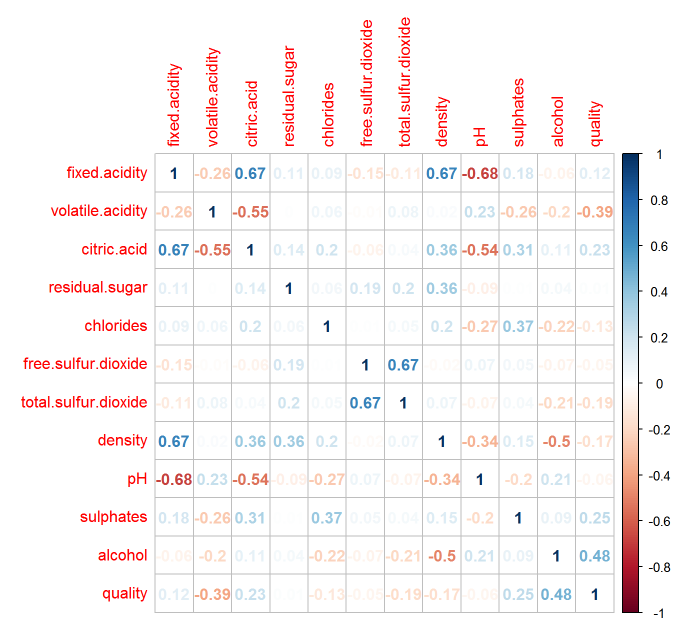 fixed.acidity volatile.acidity citric.acid residual.sugar chlorides free.sulfur.dioxide total.sulfur.dioxide density pH sulphates alcohol quality
fixed.acidity 1 -0.26 0.67 0.11 0.09 -0.15 -0.11 0.67 -0.68 0.18 -0.06 0.12
volatile.acidity -0.26 1 -0.55 0.06 0.08 0.02 0.23 -0.26 -0.2 -0.39
citric.acid 0.67 -0.55 1 0.14 0.2 -0.06 0.04 0.36 -0.54 0.31 0.11 0.23
residual.sugar 0.11 0.14 1 0.06 0.19 0.2 0.36 -0.09 0.04 0.01
chlorides 0.09 0.06 0.2 0.06 1 0.05 0.2 -0.27 0.37 -0.22 -0.13
free.sulfur.dioxide -0.15 -0.06 0.19 1 0.67 -0.02 0.07 0.05 -0.07 -0.05
total.sulfur.dioxide -0.11 0.08 0.04 0.2 0.05 0.67 1 0.07 -0.07 0.04 -0.21 -0.19
density 0.67 0.02 0.36 0.36 0.2 -0.02 0.07 1 -0.34 0.15 -0.5 -0.17
pH -0.68 0.23 -0.54 -0.09 -0.27 0.07 -0.07 -0.34 1 -0.2 0.21 -0.06
sulphates 0.18 -0.26 0.31 0.37 0.05 0.04 0.15 -0.2 1 0.09 0.25
alcohol -0.06 -0.2 0.11 0.04 -0.22 -0.07 -0.21 -0.5 0.21 0.09 1 0.48
quality 0.12 -0.39 0.23 0.01 -0.13 -0.05 -0.19 -0.17 -0.06 0.25 0.48 1
1
0.8
0.6
0.4
0.2
0
-0.2
-0.4
-0.6
-0.8
-1